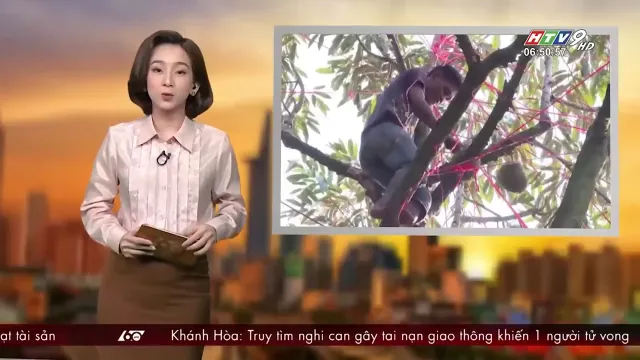 HTV9 HD
06:50:57
ạt tài sản
60
Khánh Hòa: Truy tìm nghi can gây tai nạn giao thông khiến 1 người tử vong